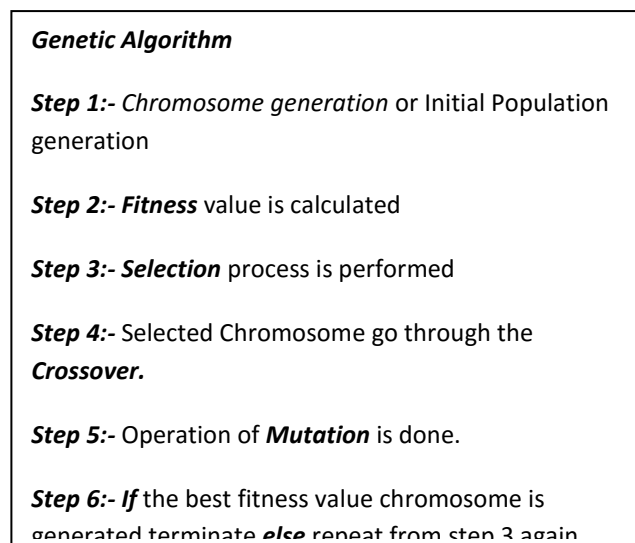 Genetic Algorithm
Step 1:- Chromosome generation or Initial Population
generation
Step 2:- Fitness value is calculated
Step 3:- Selection process is performed
Step 4:- Selected Chromosome go through the
Crossover.
Step 5:- Operation of Mutation is done.
Step 6:- If the best fitness value chromosome is
generated terminate else repeat from step 3 again